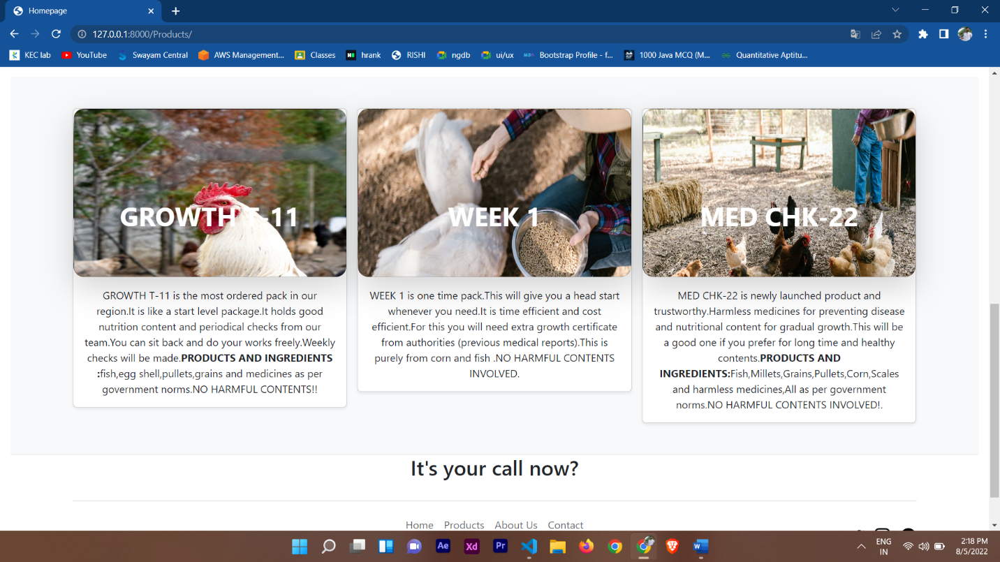 Homepage
127.0.0.1:8000/Products/
KEC lab YouTube Swayam Central AWS Management... Classes hrank RISHI ngdb ui/ux Bootstrap Profile - f... 1000 Java MCQ (M... Quantitative Aptitu...
GROWTH T-11
GROWTH T-11 is the most ordered pack in our
region.It is like a start level package.It holds good
nutrition content and periodical checks from our
team.You can sit back and do your works freely.Weekly
checks will be made.PRODUCTS AND INGREDIENTS
:fish,egg shell,pullets,grains and medicines as per
government norms.NO HARMFUL CONTENTS!!
WEEK 1
WEEK 1 is one time pack.This will give you a head start
whenever you need.It is time efficient and cost
efficient.For this you will need extra growth certificate
from authorities (previous medical reports).This is
purely from corn and fish .NO HARMFUL CONTENTS
INVOLVED.
MED CHK-22
MED CHK-22 is newly launched product and
trustworthy.Harmless medicines for preventing disease
and nutritional content for gradual growth.This will be
a good one if you prefer for long time and healthy
contents.PRODUCTS AND
INGREDIENTS:Fish,Millets,Grains,Pullets,Corn,Scales
and harmless medicines,All as per government
norms.NO HARMFUL CONTENTS INVOLVED!.
It's your call now?
Home Products About Us Contact
Ae Xd Pr
ENG
IN
2:18 PM
8/5/2022